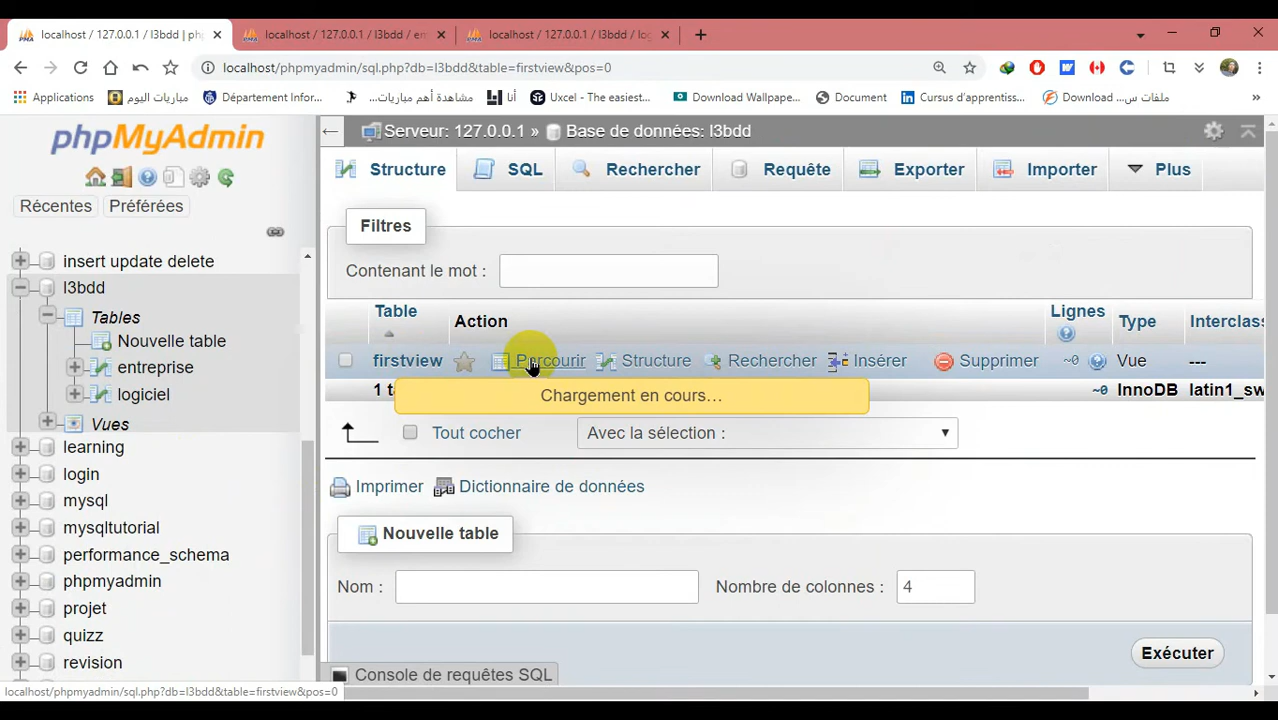 localhost / 127.0.0.1 / l3bdd | ph
localhost / 127.0.0.1 / l3bdd / em
localhost / 127.0.0.1 / l3bdd / log
localhost/phpmyadmin/sql.php?db=l3bdd&table=firstview&pos=0
Applications
مباريات اليوم
Département Infor...
مشاهدة أهم مباريات...
أنا
Uxcel - The easiest...
Download Wallpape...
Document
Cursus d'apprentiss...
Download ... ملفات س
»
phpMyAdmin
Récentes
Préférées
insert update delete
l3bdd
Tables
Nouvelle table
entreprise
logiciel
Vues
learning
login
mysql
mysqltutorial
performance_schema
phpmyadmin
projet
quizz
revision
Serveur: 127.0.0.1 » Base de données: l3bdd
Structure
SQL
Rechercher
Requête
Exporter
Importer
Plus
Filtres
Contenant le mot :
Table
Action
Lignes
Type
Interclass
firstview
Parcourir
Structure
Rechercher
Insérer
Supprimer
~0
Vue
---
1 t
Chargement en cours…
~0
InnoDB
latin1_sw
Tout cocher
Avec la sélection :
Imprimer
Dictionnaire de données
Nouvelle table
Nom :
Nombre de colonnes :
4
Exécuter
Console de requêtes SQL
localhost/phpmyadmin/sql.php?db=l3bdd&table=firstview&pos=0